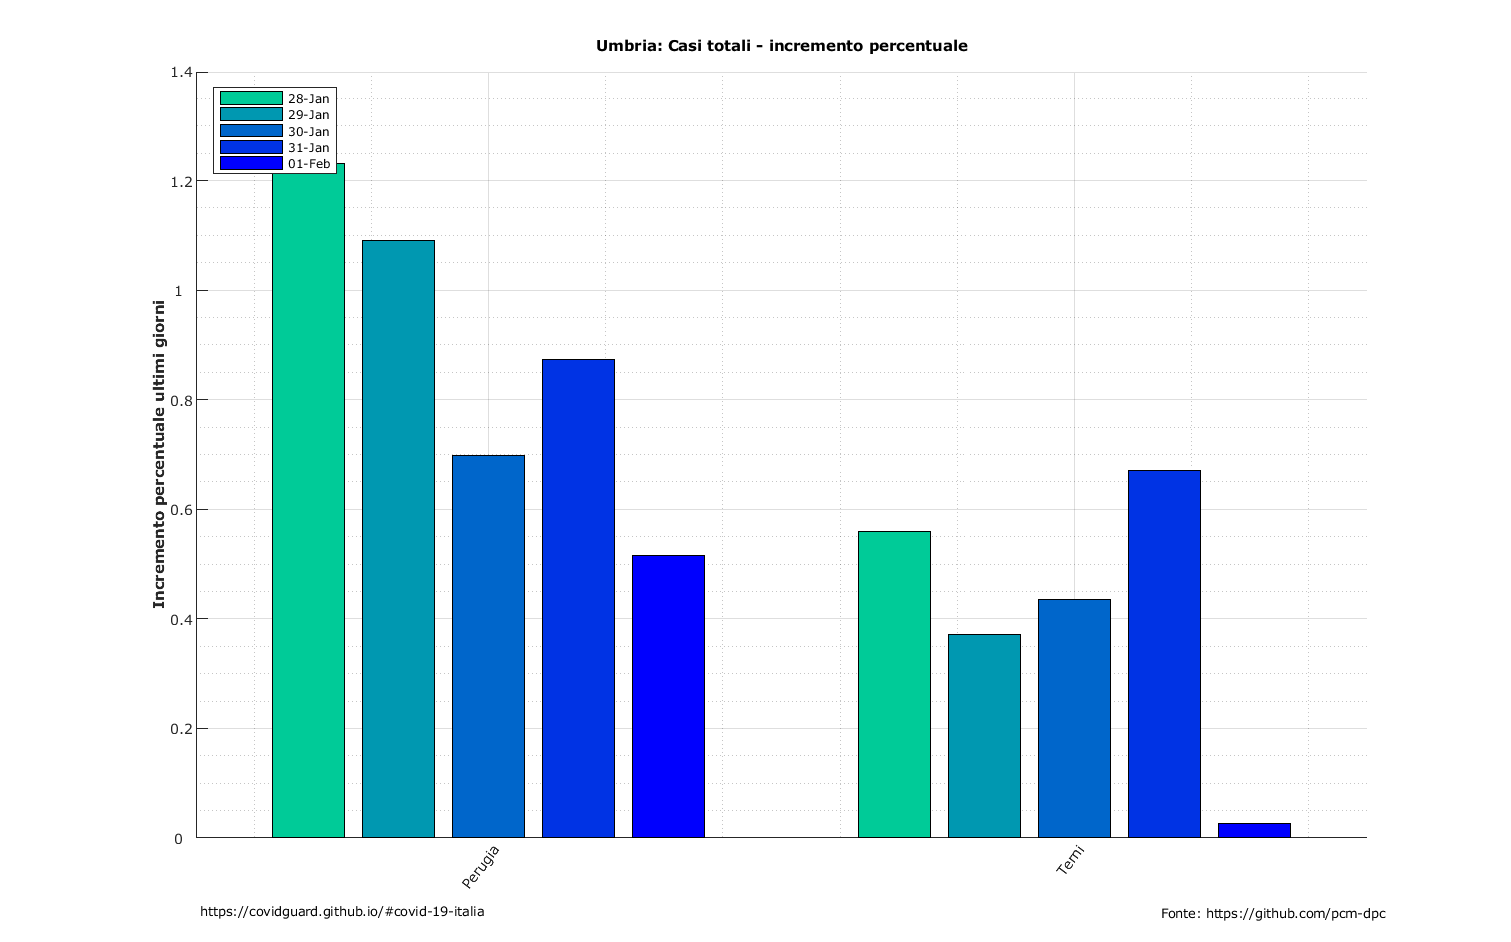 Umbria: Casi totali - incremento percentuale
1.4
1.2
1
0.8
0.6
0.4
0.2
0
Incremento percentuale ultimi giorni
28-Jan
29-Jan
30-Jan
31-Jan
01-Feb
Perugia
Terni
https://covidguard.github.io/#covid-19-italia
Fonte: https://github.com/pcm-dpc